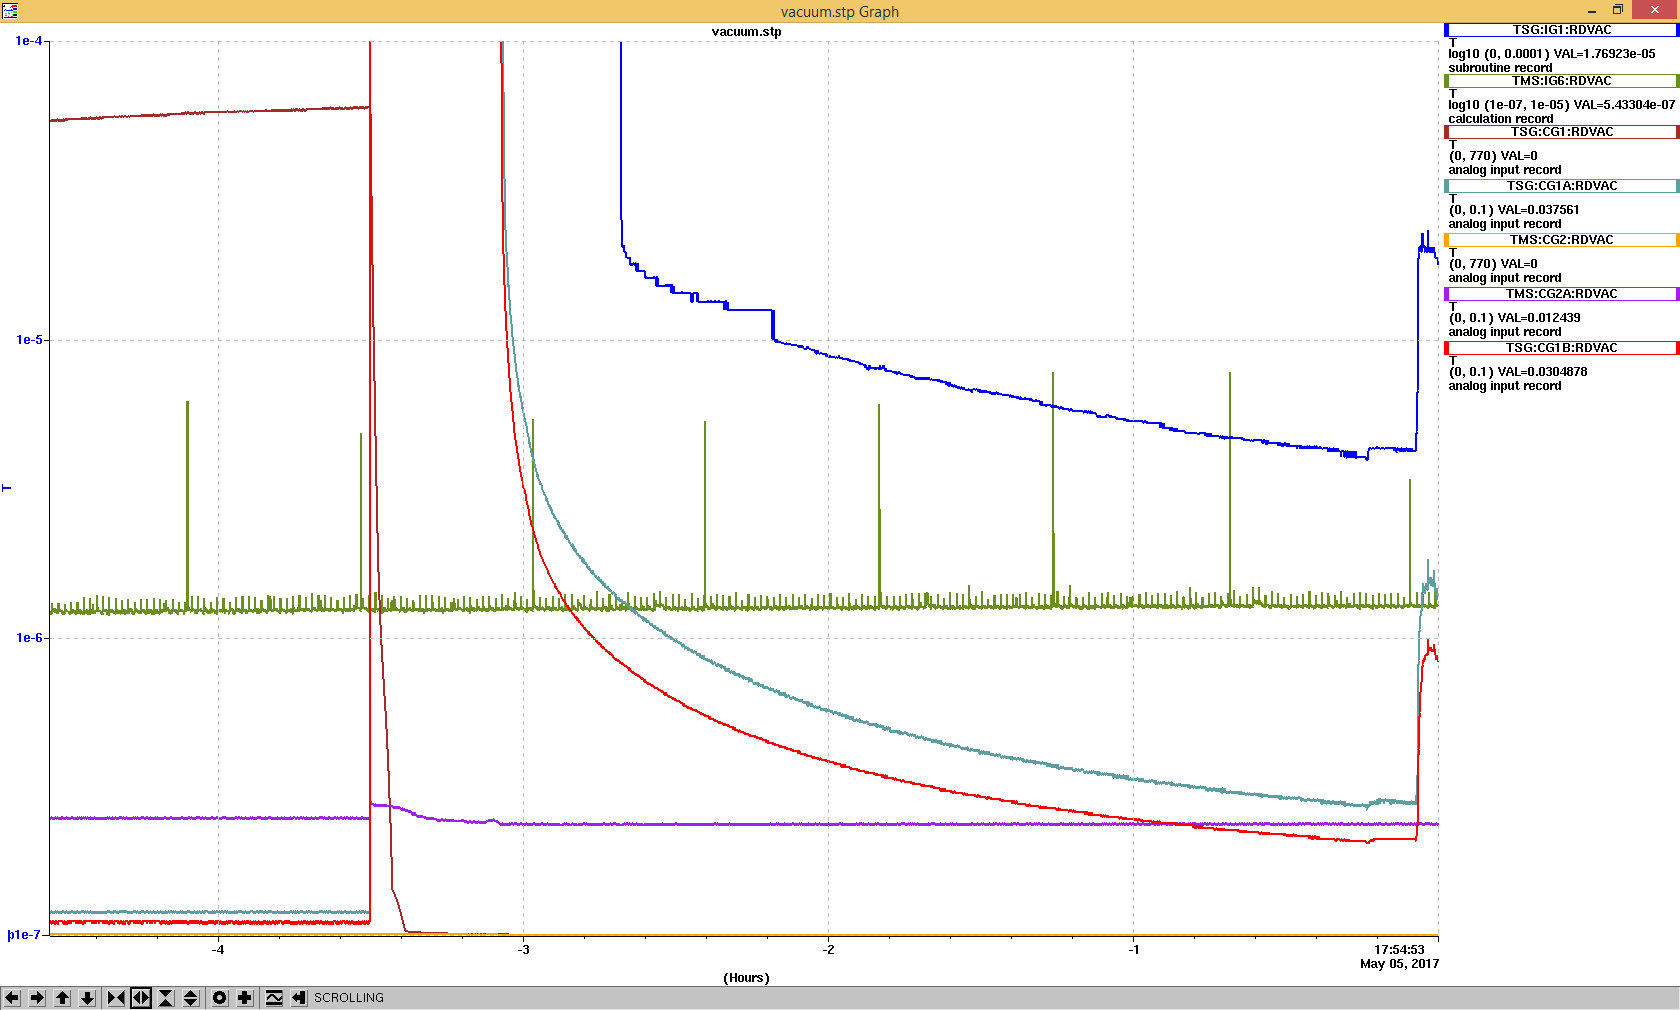 vacuum.stp Graph
vacuum.stp
1e-4
1e-5
T
1e-6
1e-7
-4
-3
-2
-1
17:54:53
May 05, 2017
(Hours)
TSG:IG1:RDVAC
T
log10 (0, 0.0001) VAL=1.76923e-05
subroutine record
TMS:IG6:RDVAC
T
log10 (1e-07, 1e-05) VAL=5.43304e-07
calculation record
TSG:CG1:RDVAC
T
(0, 770) VAL=0
analog input record
TSG:CG1A:RDVAC
T
(0, 0.1) VAL=0.037561
analog input record
TMS:CG2:RDVAC
T
(0, 770) VAL=0
analog input record
TMS:CG2A:RDVAC
T
(0, 0.1) VAL=0.012439
analog input record
TSG:CG1B:RDVAC
T
(0, 0.1) VAL=0.0304878
analog input record
SCROLLING